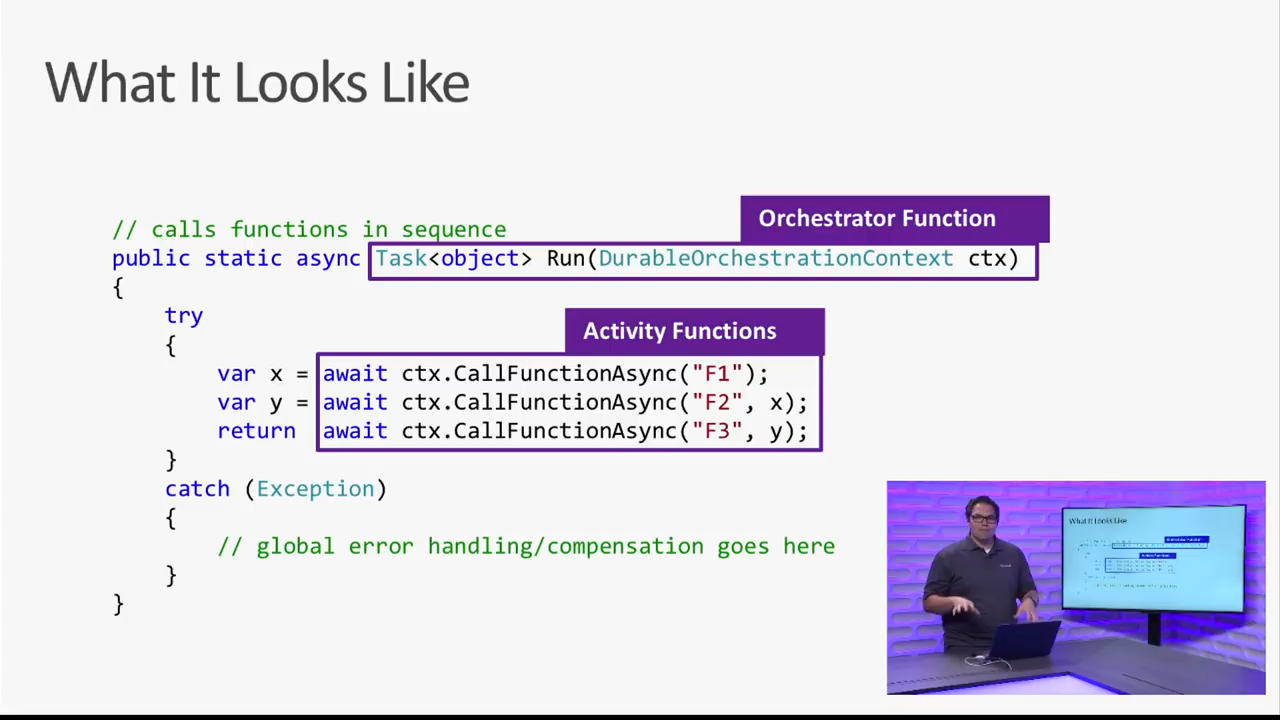 What It Looks Like
Orchestrator Function
// calls functions in sequence
public static async Task<object> Run(DurableOrchestrationContext ctx)
{
try
{
Activity Functions
var x = await ctx.CallFunctionAsync("F1");
var y = await ctx.CallFunctionAsync("F2", x);
return await ctx.CallFunctionAsync("F3", y);
}
catch (Exception)
{
// global error handling/compensation goes here
}
}
What It Looks Like